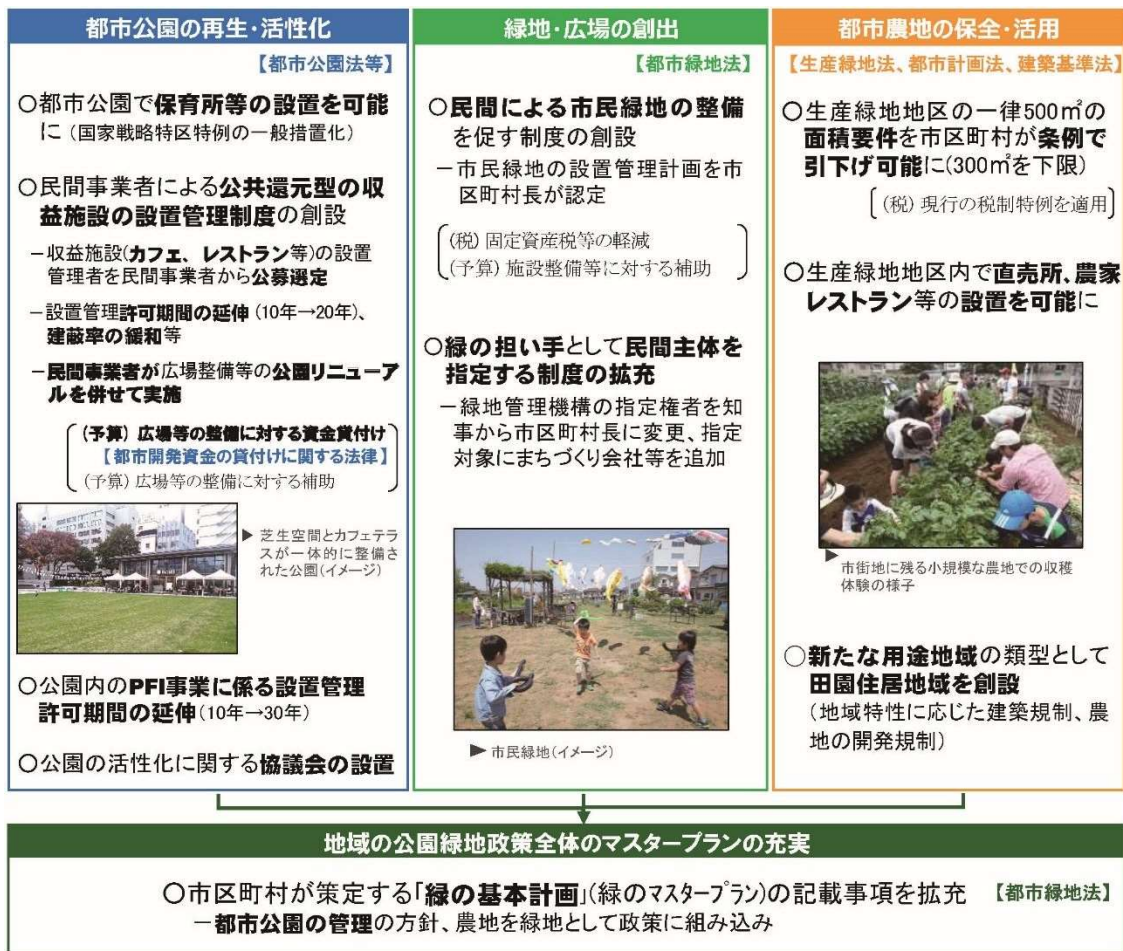 都市公園の再生・活性化
【都市公園法等】
○都市公園で保育所等の設置を可能
に（国家戦略特区特例の一般措置化）
○民間事業者による公共還元型の収
益施設の設置管理制度の創設
－収益施設(カフェ、レストラン等)の設置
管理者を民間事業者から公募選定
－設置管理許可期間の延伸（10年→20年）、
建蔽率の緩和等
－民間事業者が広場整備等の公園リニューア
ルを併せて実施
(予算) 広場等の整備に対する資金貸付け
【都市開発資金の貸付けに関する法律】
(予算) 広場等の整備に対する補助
▶ 芝生空間とカフェテラ
スが一体的に整備さ
れた公園(イメージ)
○公園内のPFI事業に係る設置管理
許可期間の延伸(10年→30年)
○公園の活性化に関する協議会の設置
緑地・広場の創出
【都市緑地法】
○民間による市民緑地の整備
を促す制度の創設
－市民緑地の設置管理計画を市
区町村長が認定
(税) 固定資産税等の軽減
(予算) 施設整備等に対する補助
○緑の担い手として民間主体を
指定する制度の拡充
－緑地管理機構の指定権者を知
事から市区町村長に変更、指定
対象にまちづくり会社等を追加
▶ 市民緑地(イメージ)
都市農地の保全・活用
【生産緑地法、都市計画法、建築基準法】
○生産緑地地区の一律500㎡の
面積要件を市区町村が条例で
引下げ可能に(300㎡を下限)
(税) 現行の税制特例を適用
○生産緑地地区内で直売所、農家
レストラン等の設置を可能に
▶市街地に残る小規模な農地での収穫
体験の様子
○新たな用途地域の類型として
田園住居地域を創設
(地域特性に応じた建築規制、農
地の開発規制)
地域の公園緑地政策全体のマスタープランの充実
○市区町村が策定する「緑の基本計画」(緑のマスタープラン)の記載事項を拡充 【都市緑地法】
－都市公園の管理の方針、農地を緑地として政策に組み込み